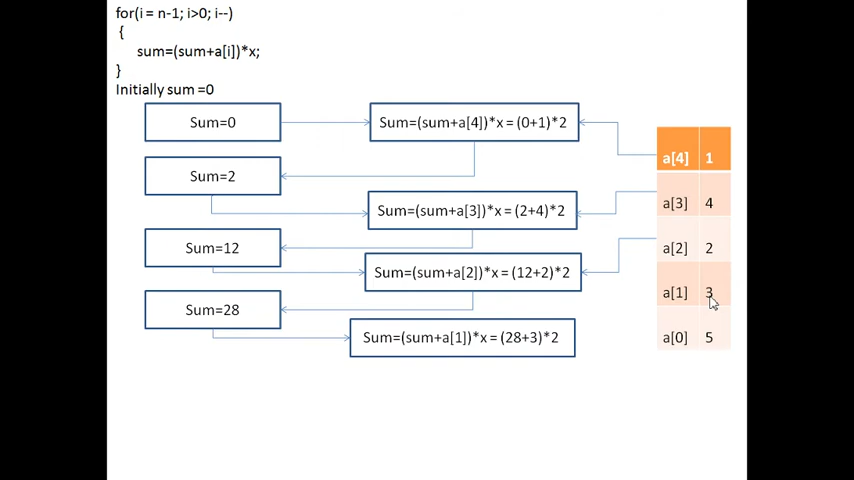 for(i = n-1; i>0; i--)
{
sum=(sum+a[i])*x;
}
Initially sum =0
Sum=0
Sum=(sum+a[4])*x = (0+1)*2
a[4] 1
Sum=2
a[3] 4
Sum=(sum+a[3])*x = (2+4)*2
Sum=12
a[2] 2
Sum=(sum+a[2])*x = (12+2)*2
a[1] 3
Sum=28
Sum=(sum+a[1])*x = (28+3)*2
a[0] 5